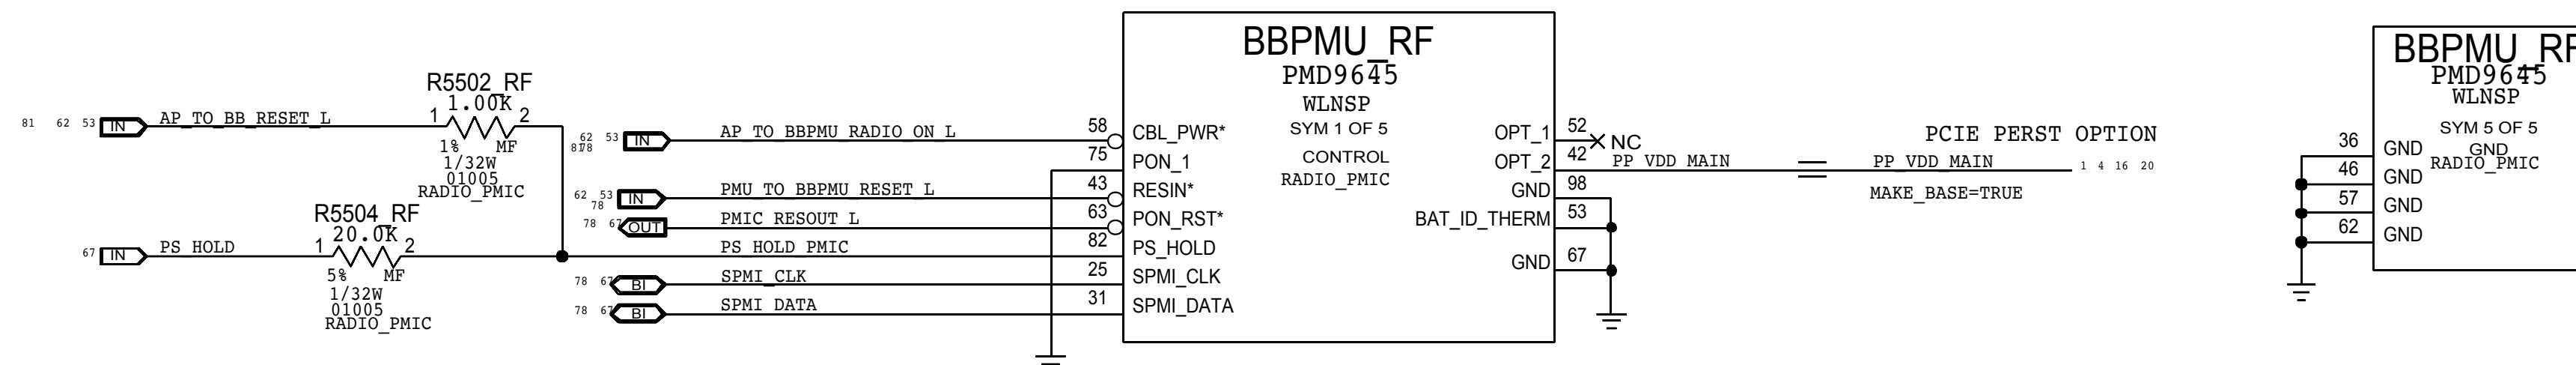 BBPMU_RF
PMD9645
WLNSP
SYM 1 OF 5
CONTROL
RADIO_PMIC
BBPMU_RF
PMD9645
WLNSP
SYM 5 OF 5
GND
RADIO_PMIC
R5502_RF
1.00K
1 2
1% MF
1/32W
01005
RADIO_PMIC
81 62 53 IN AP_TO_BB_RESET_L
R5504_RF
20.0K
1 2
5% MF
1/32W
01005
RADIO_PMIC
67 IN PS_HOLD
62 53 IN AP_TO_BBPMU_RADIO_ON_L 58 CBL_PWR*
8178
75 PON_1
62 53 IN PMU_TO_BBPMU_RESET_L 43 RESIN*
78
78 67 OUT PMIC_RESOUT_L 63 PON_RST*
PS_HOLD_PMIC 82 PS_HOLD
78 67 BI SPMI_CLK 25 SPMI_CLK
78 67 BI SPMI_DATA 31 SPMI_DATA
OPT_1 52 NC
OPT_2 42 PP_VDD_MAIN
GND 98
BAT_ID_THERM 53
GND 67
PCIE PERST OPTION
PP_VDD_MAIN 1 4 16 20
MAKE_BASE=TRUE
36 GND
46 GND
57 GND
62 GND